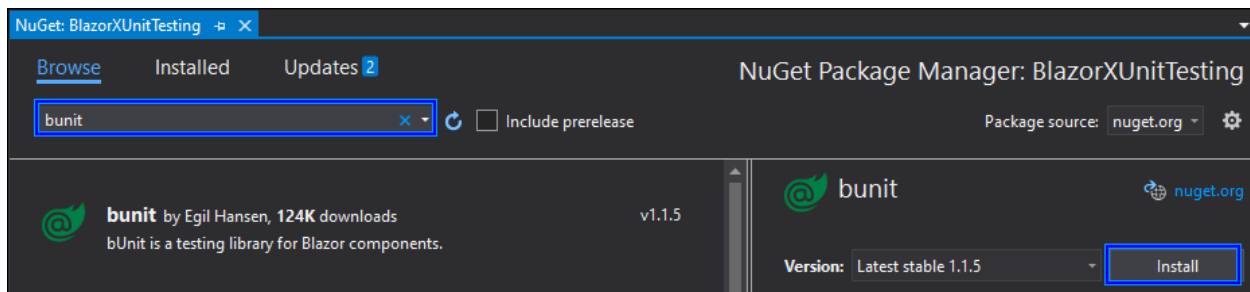 NuGet: BlazorXUnitTesting
Browse Installed Updates 2
NuGet Package Manager: BlazorXUnitTesting
bunit
Include prerelease
Package source: nuget.org
bunit by Egil Hansen, 124K downloads
v1.1.5
bUnit is a testing library for Blazor components.
bunit
nuget.org
Version: Latest stable 1.1.5
Install